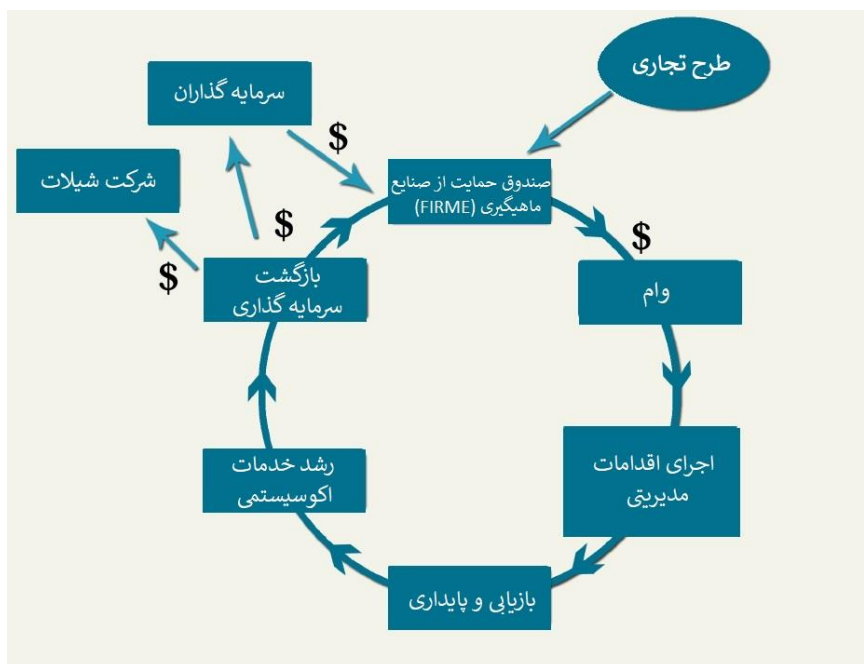 طرح تجاری
سرمایه گذاران
$
شرکت شیلات
صندوق حمایت از صنایع
ماهیگیری (FIRME)
$
$
$
بازگشت
سرمایه گذاری
وام
رشد خدمات
اکوسیستمی
اجرای اقدامات
مدیریتی
بازیابی و پایداری